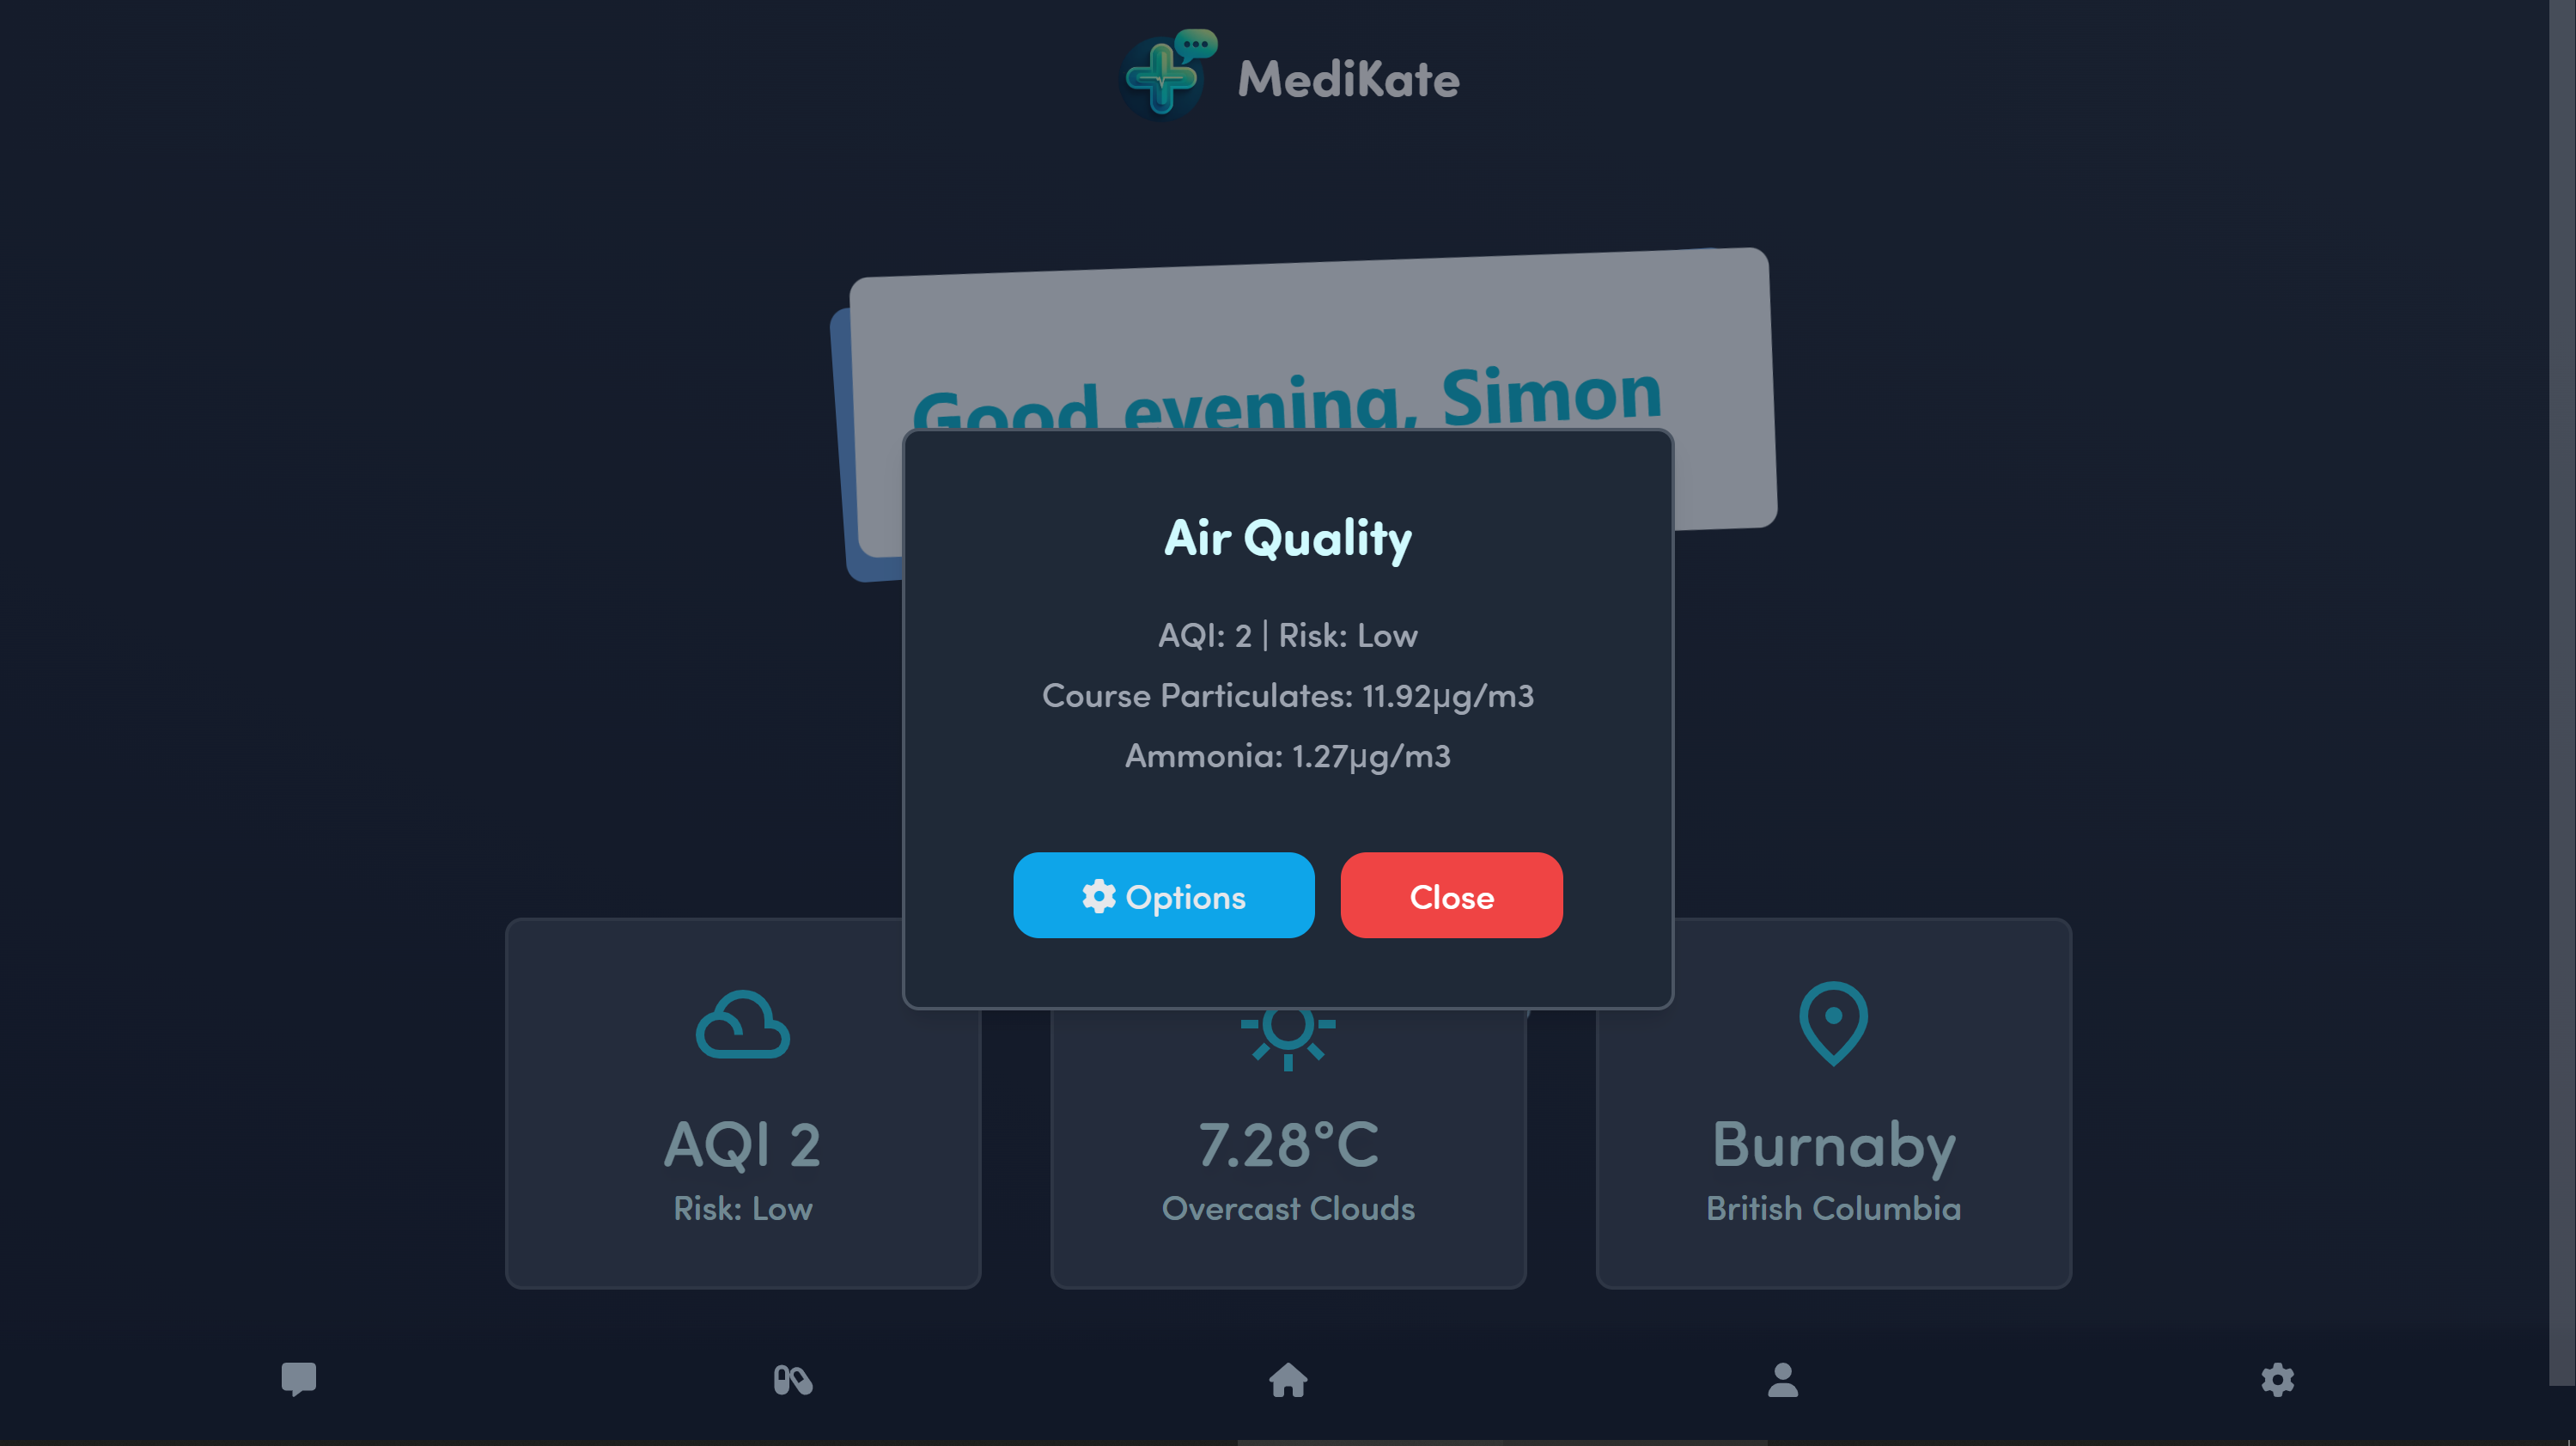 MediKate
Good evening, Simon
Air Quality
AQI: 2 | Risk: Low
Course Particulates: 11.92µg/m3
Ammonia: 1.27µg/m3
Options
Close
AQI 2
Risk: Low
7.28°C
Overcast Clouds
Burnaby
British Columbia